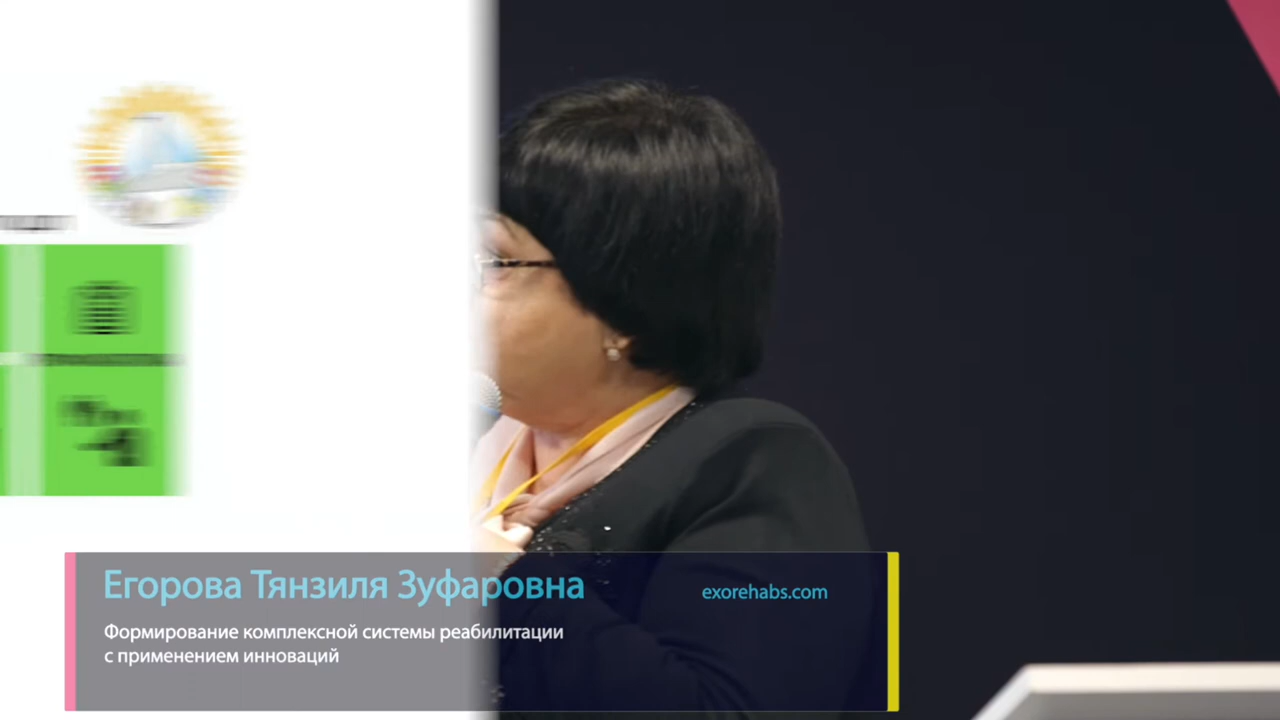 Егорова Тянзиля Зуфаровна
exorehabs.com
Формирование комплексной системы реабилитации
с применением инноваций